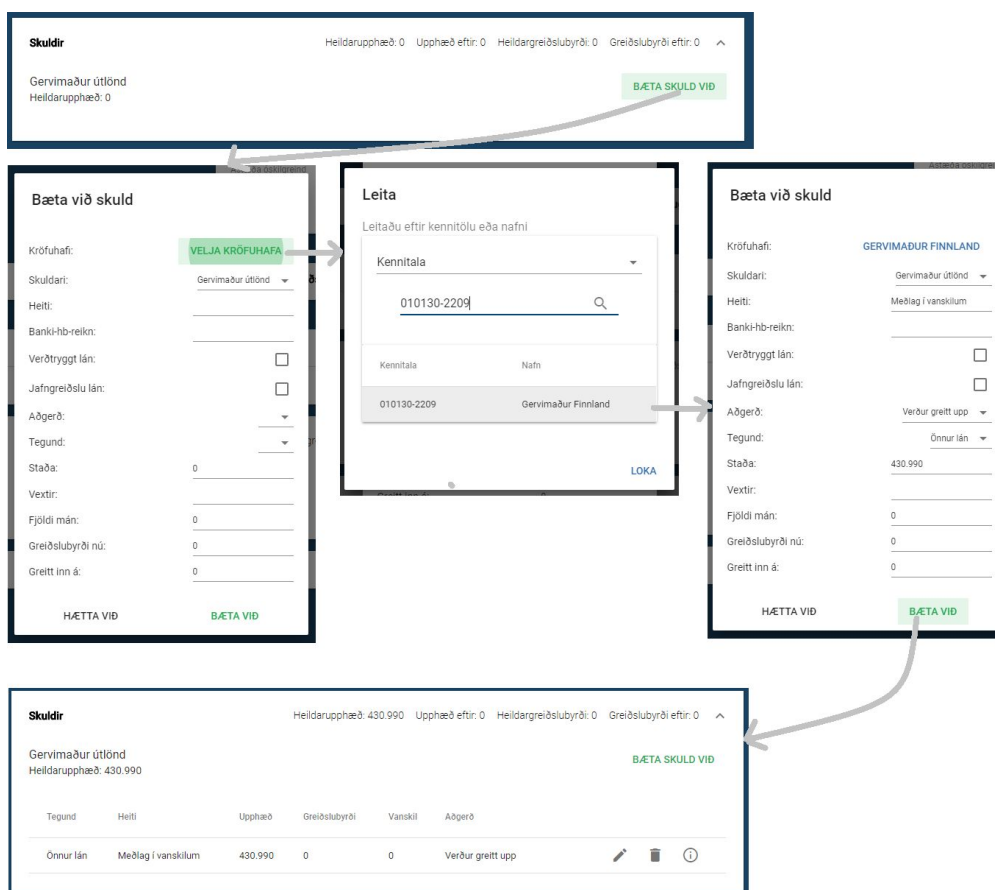 Skuldir
Heildarupphæð: 0 Upphæð eftir: 0 Heildargreiðslubyrði: 0 Greiðslubyrði eftir: 0
Gervimaður útlönd
Heildarupphæð: 0
BÆTA SKULD VIÐ
Ástæða óskilgreind
Bæta við skuld
Kröfuhafi: VELJA KRÖFUHAFA
Skuldari: Gervimaður útlönd
Heiti:
Banki-hb-reikn:
Verðtryggt lán:
Jafngreiðslu lán:
Aðgerð:
Tegund:
Staða: 0
Vextir:
Fjöldi mán: 0
Greiðslubyrði nú: 0
Greitt inn á: 0
HÆTTA VIÐ BÆTA VIÐ
Leita
Leitaðu eftir kennitölu eða nafni
Kennitala
010130-2209
Kennitala Nafn
010130-2209 Gervimaður Finnland
LOKA
Greitt inn á: 0
Bæta við skuld
Kröfuhafi: GERVIMAÐUR FINNLAND
Skuldari: Gervimaður útlönd
Heiti: Meðlag í vanskilum
Banki-hb-reikn:
Verðtryggt lán:
Jafngreiðslu lán:
Aðgerð: Verður greitt upp
Tegund: Önnur lán
Staða: 430.990
Vextir:
Fjöldi mán: 0
Greiðslubyrði nú: 0
Greitt inn á: 0
HÆTTA VIÐ BÆTA VIÐ
Skuldir
Heildarupphæð: 430.990 Upphæð eftir: 0 Heildargreiðslubyrði: 0 Greiðslubyrði eftir: 0
Gervimaður útlönd
Heildarupphæð: 430.990
BÆTA SKULD VIÐ
Tegund Heiti Upphæð Greiðslubyrði Vanskil Aðgerð
Önnur lán Meðlag í vanskilum 430.990 0 0 Verður greitt upp